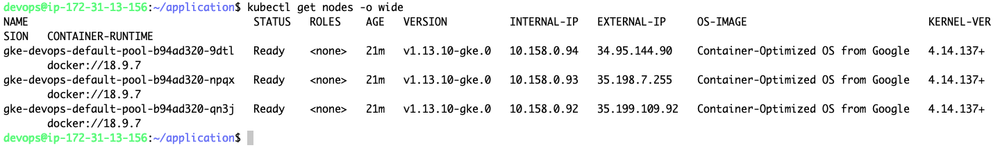 devops@ip-172-31-13-156:~/application$ kubectl get nodes -o wide
NAME                                    STATUS   ROLES    AGE   VERSION           INTERNAL-IP   EXTERNAL-IP     OS-IMAGE                             KERNEL-VER
SION   CONTAINER-RUNTIME
gke-devops-default-pool-b94ad320-9dtl   Ready    <none>   21m   v1.13.10-gke.0   10.158.0.94   34.95.144.90    Container-Optimized OS from Google   4.14.137+
       docker://18.9.7
gke-devops-default-pool-b94ad320-npqx   Ready    <none>   21m   v1.13.10-gke.0   10.158.0.93   35.198.7.255    Container-Optimized OS from Google   4.14.137+
       docker://18.9.7
gke-devops-default-pool-b94ad320-qn3j   Ready    <none>   21m   v1.13.10-gke.0   10.158.0.92   35.199.109.92   Container-Optimized OS from Google   4.14.137+
       docker://18.9.7
devops@ip-172-31-13-156:~/application$